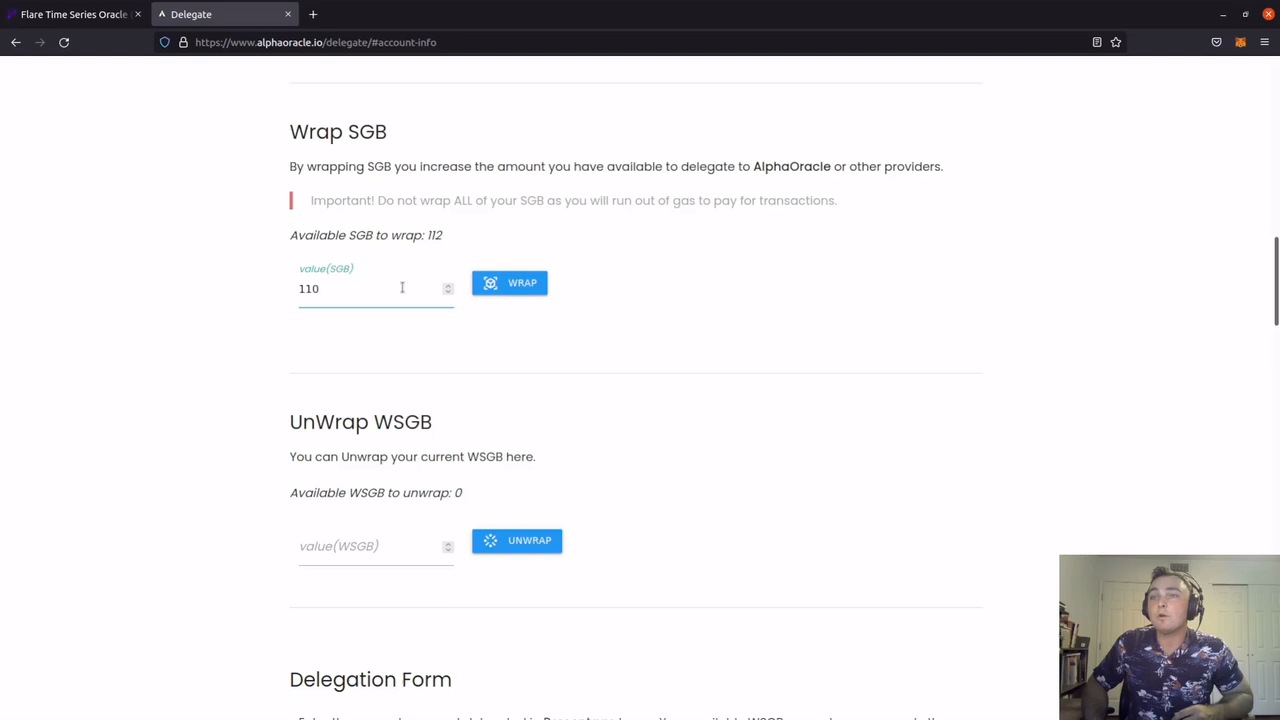 Flare Time Series Oracle (
Delegate
https://www.alphaoracle.io/delegate/#account-info
Wrap SGB
By wrapping SGB you increase the amount you have available to delegate to AlphaOracle or other providers.
Important! Do not wrap ALL of your SGB as you will run out of gas to pay for transactions.
Available SGB to wrap: 112
value(SGB)
110
WRAP
UnWrap WSGB
You can Unwrap your current WSGB here.
Available WSGB to unwrap: 0
value(WSGB)
UNWRAP
Delegation Form